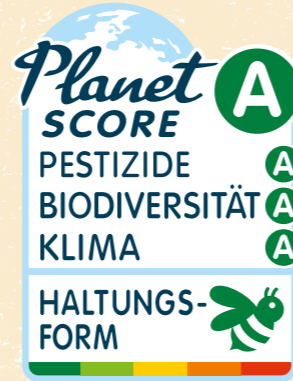 Planet A
SCORE
PESTIZIDE A
BIODIVERSITÄT A
KLIMA A
HALTUNGS-
FORM